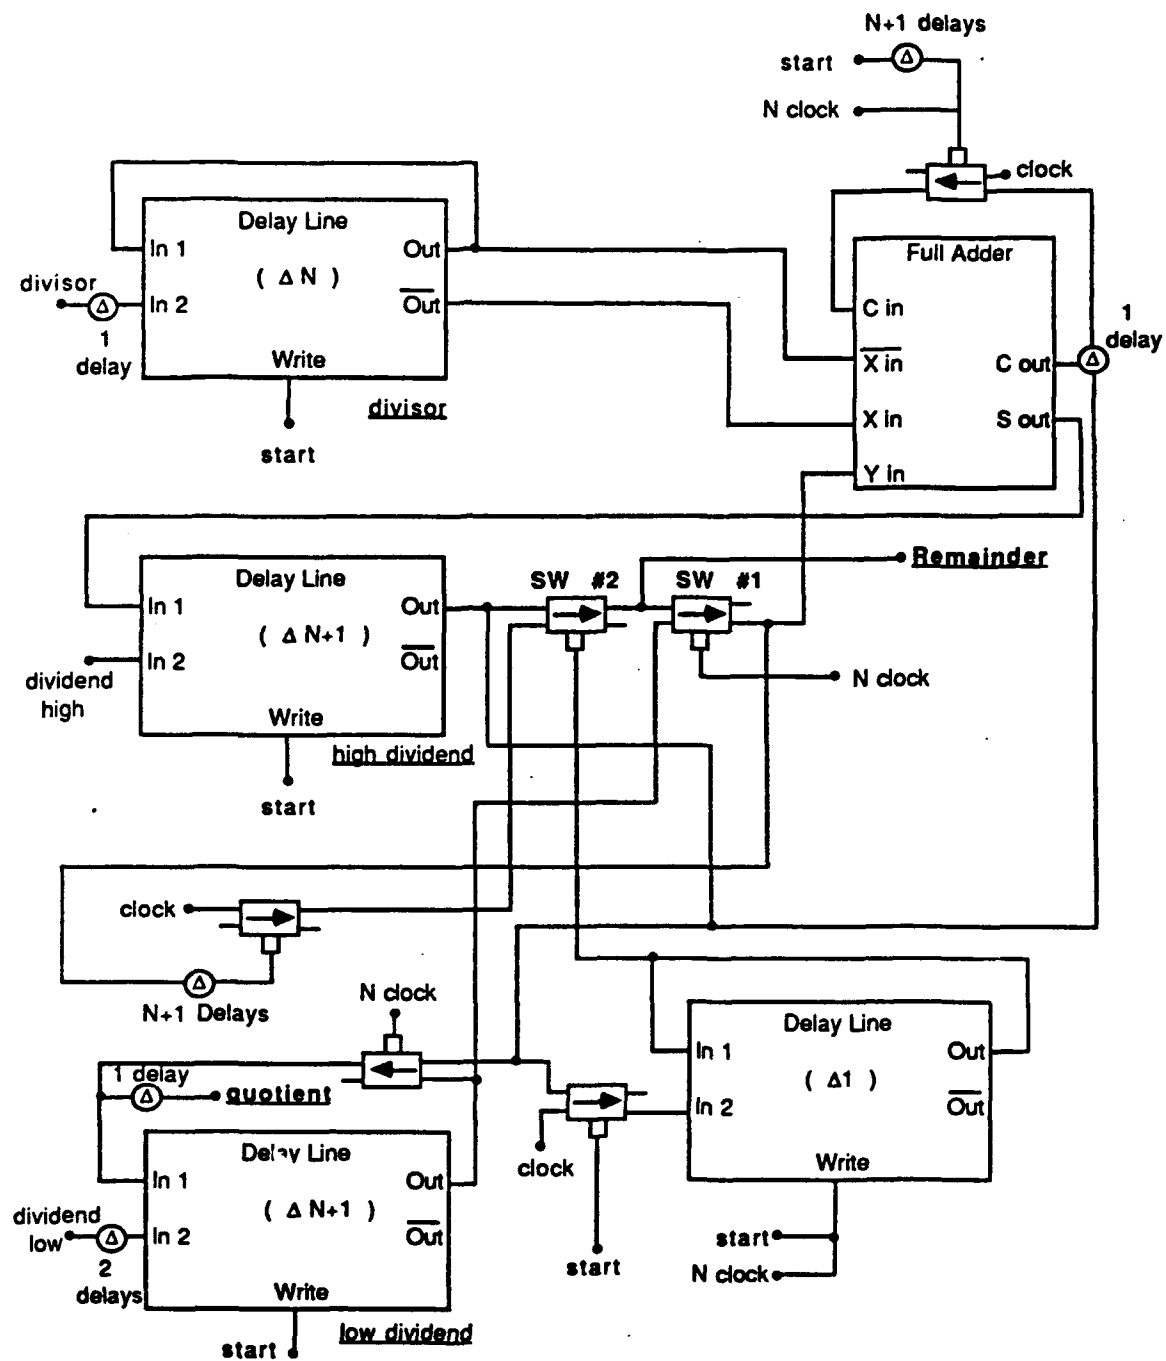 N+1 delays
start
Δ
N clock
clock
Delay Line
In 1
Out
( Δ N )
divisor
Δ
In 2
Out
1
delay
Write
divisor
start
Full Adder
C in
X in
C out
X in
S out
Y in
1
delay
Δ
Remainder
Delay Line
In 1
Out
( Δ N+1 )
In 2
Out
dividend
high
Write
high dividend
start
SW #2
SW #1
N clock
clock
Δ
N+1 Delays
N clock
1 delay
Δ
quotient
clock
start
Delay Line
In 1
Out
( Δ1 )
In 2
Out
Write
start
N clock
Delay Line
In 1
Out
( Δ N+1 )
dividend
low
Δ
In 2
Out
2
delays
Write
low dividend
start